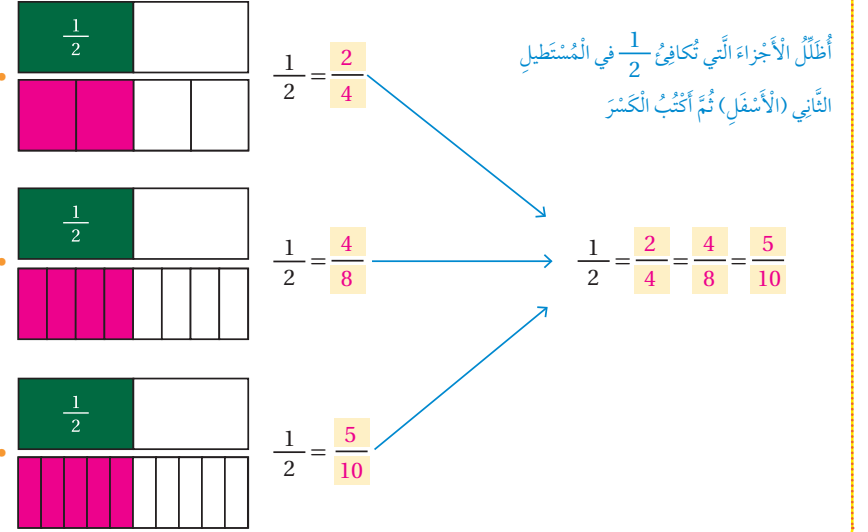 أُظَلِّلُ الْأَجْزاءَ الَّتي تُكافِئُ 1/2 في الْمُسْتَطيلِ
الثَّانِي (الْأَسْفَلِ) ثُمَّ أَكْتُبُ الْكَسْرَ
1/2
1/2 = 2/4
1/2
1/2 = 4/8
1/2 = 2/4 = 4/8 = 5/10
1/2
1/2 = 5/10